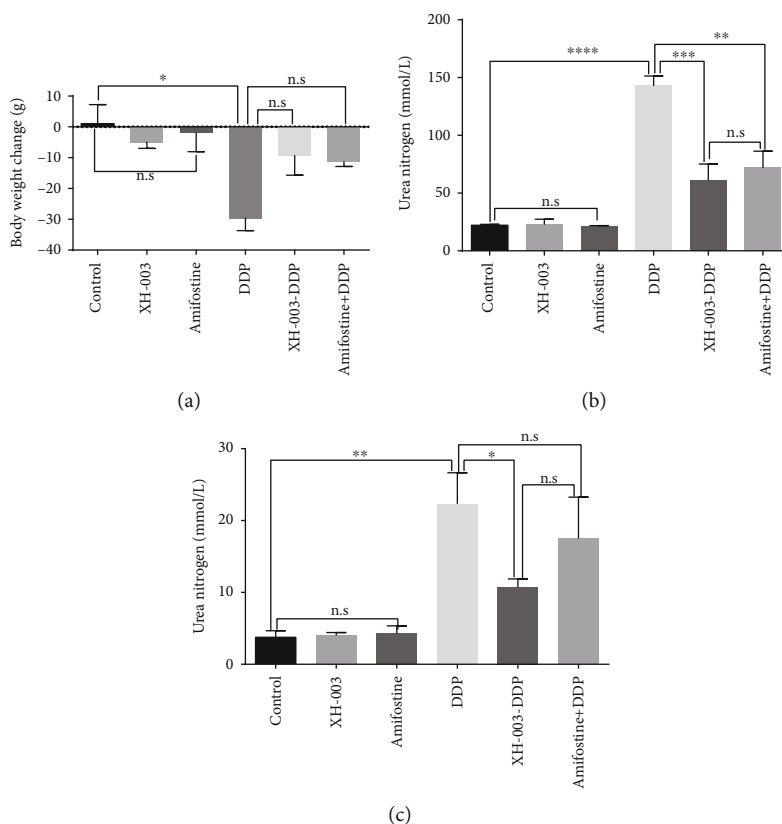 10
0
−10
−20
−30
−40
Body weight change (g)
*
n.s
n.s
n.s
Control
XH-003
Amifostine
DDP
XH-003-DDP
Amifostine+DDP
(a)
200
150
100
50
0
Urea nitrogen (mmol/L)
****
***
**
n.s
n.s
Control
XH-003
Amifostine
DDP
XH-003-DDP
Amifostine+DDP
(b)
30
20
10
0
Urea nitrogen (mmol/L)
**
*
n.s
n.s
n.s
Control
XH-003
Amifostine
DDP
XH-003-DDP
Amifostine+DDP
(c)